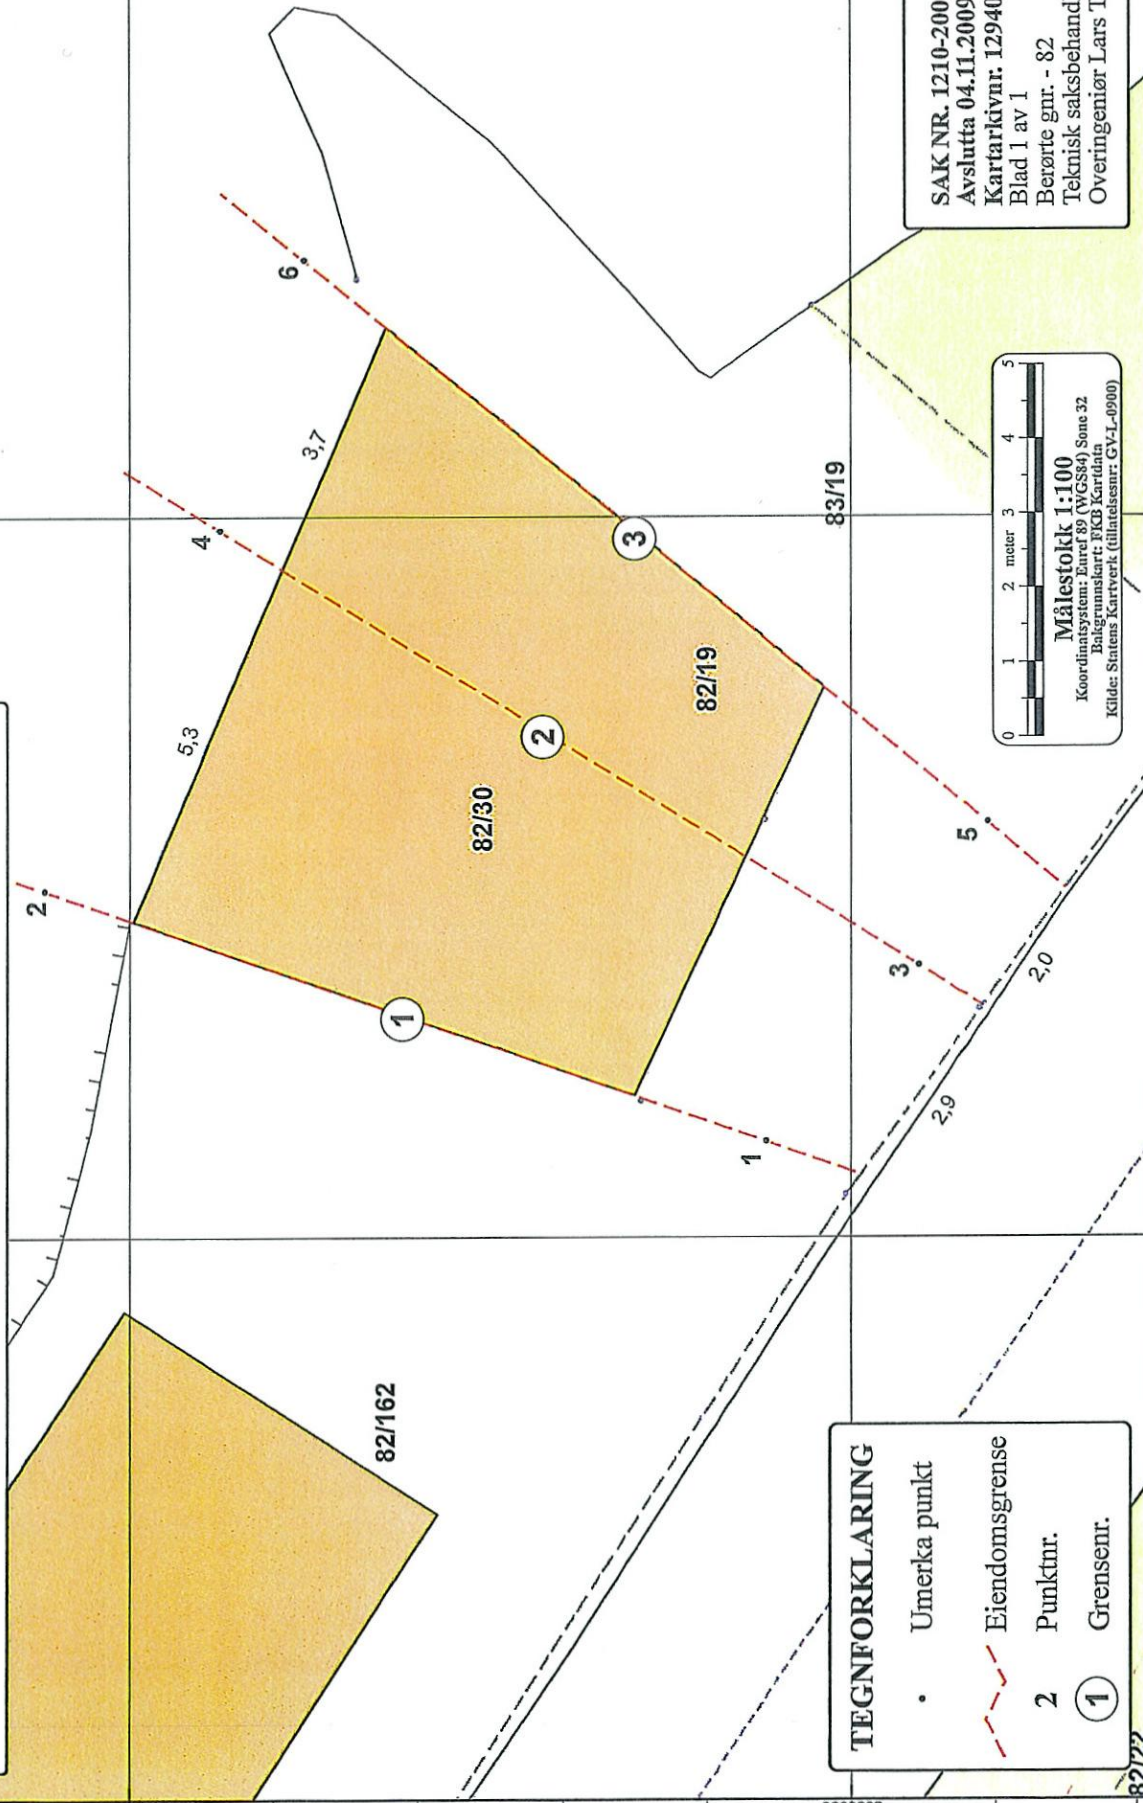 SAK NR. 1210-200
Avslutta 04.11.2009
Kartarkivnr: 12940
Blad 1 av 1
Berørte gnr. - 82
Teknisk saksbehand
Overingeniør Lars T
6
4
2
3,7
5,3
3
2
1
82/19
82/30
83/19
82/162
5
3
1
2,0
2,9
0 1 2 meter 3 4 5
Målestokk 1:100
Koordinatsystem: Euref 89 (WGS84) Sone 32
Bakgrunnskart: FKB Kartdata
Kilde: Statens Kartverk (tillatelsesnr: GV-L-0900)
TEGNFORKLARING
Umerka punkt
Eiendomsgrense
2 Punktnr.
1 Grensenr.